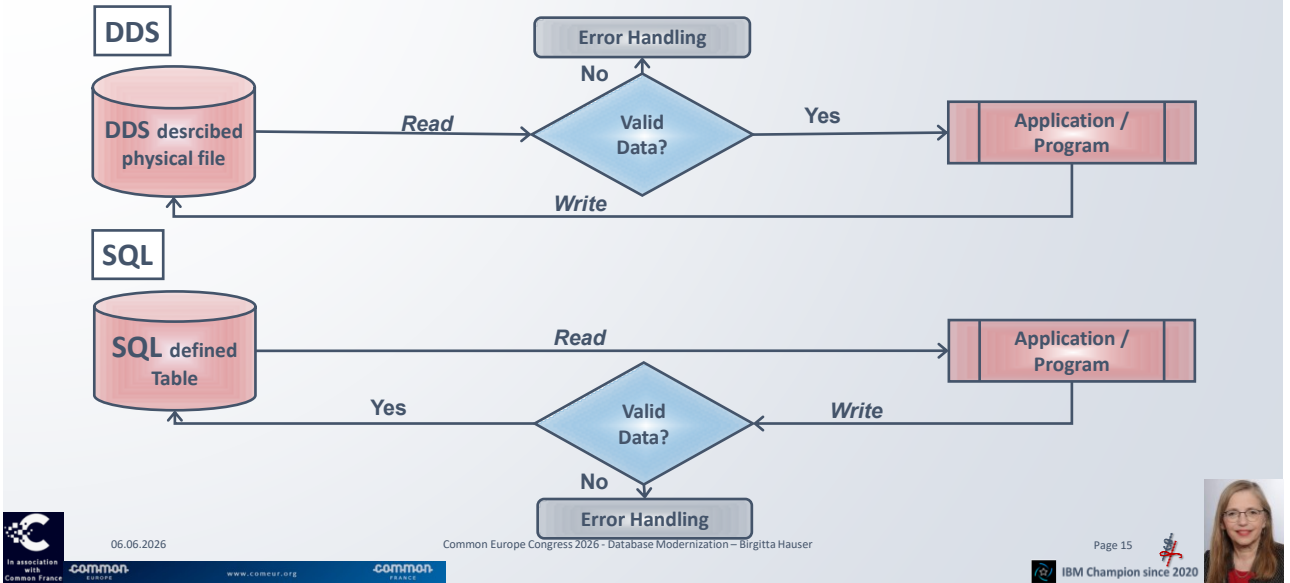 DDS
Error Handling
No
DDS desrcibed
physical file
Read
Valid
Data?
Yes
Application /
Program
Write
SQL
SQL defined
Table
Read
Application /
Program
Yes
Valid
Data?
Write
No
Error Handling
06.06.2026
Common Europe Congress 2026 - Database Modernization – Birgitta Hauser
Page 15
In association
with
Common France
common
EUROPE
www.comeur.org
common
FRANCE
IBM Champion since 2020